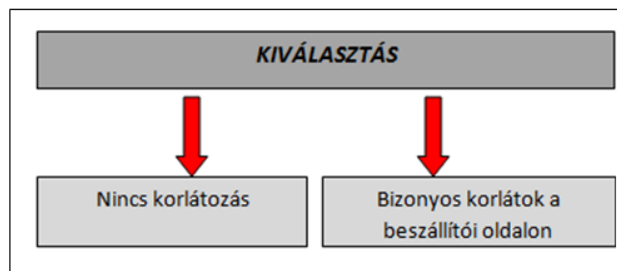 KIVÁLASZTÁS
Nincs korlátozás
Bizonyos korlátok a
beszállítói oldalon